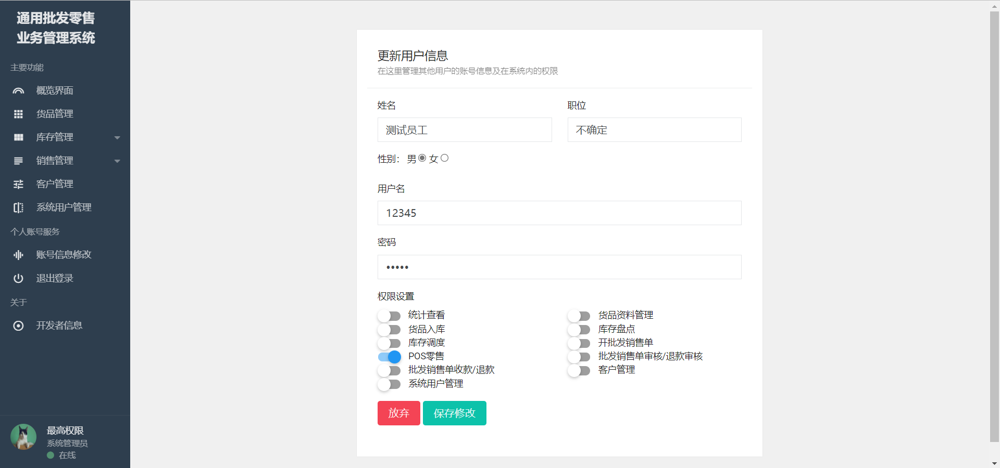 通用批发零售
业务管理系统
主要功能
概览界面
货品管理
库存管理
销售管理
客户管理
系统用户管理
个人账号服务
账号信息修改
退出登录
关于
开发者信息
最高权限
系统管理员
在线
更新用户信息
在这里管理其他用户的账号信息及在系统内的权限
姓名 职位
测试员工 不确定
性别: 男 女
用户名
12345
密码
•••••
权限设置
统计查看 货品资料管理
货品入库 库存盘点
库存调度 开批发销售单
POS零售 批发销售单审核/退款审核
批发销售单收款/退款 客户管理
系统用户管理
放弃 保存修改